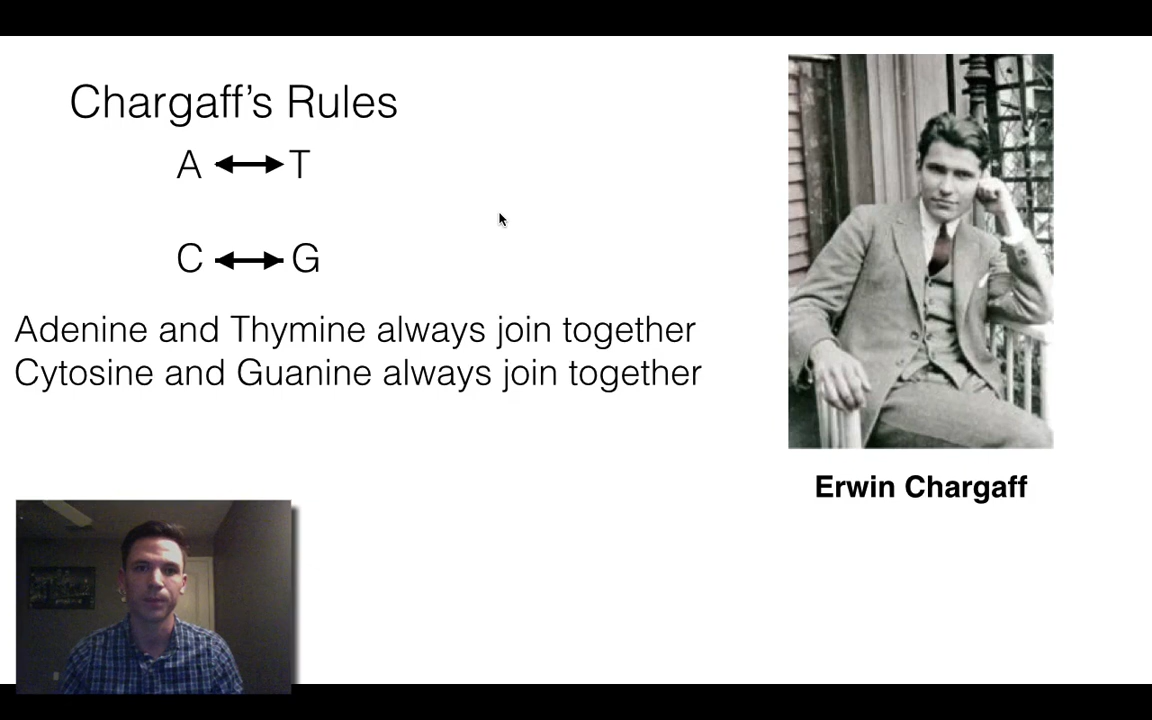 Chargaff's Rules
A ↔ T
C ↔ G
Adenine and Thymine always join together
Cytosine and Guanine always join together
Erwin Chargaff